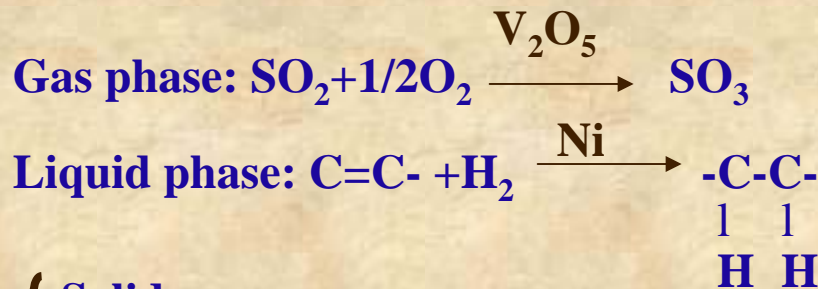 V₂O₅
Gas phase: SO₂+1/2O₂ → SO₃
Ni
Liquid phase: C=C- +H₂ → -C-C-
l l
H H